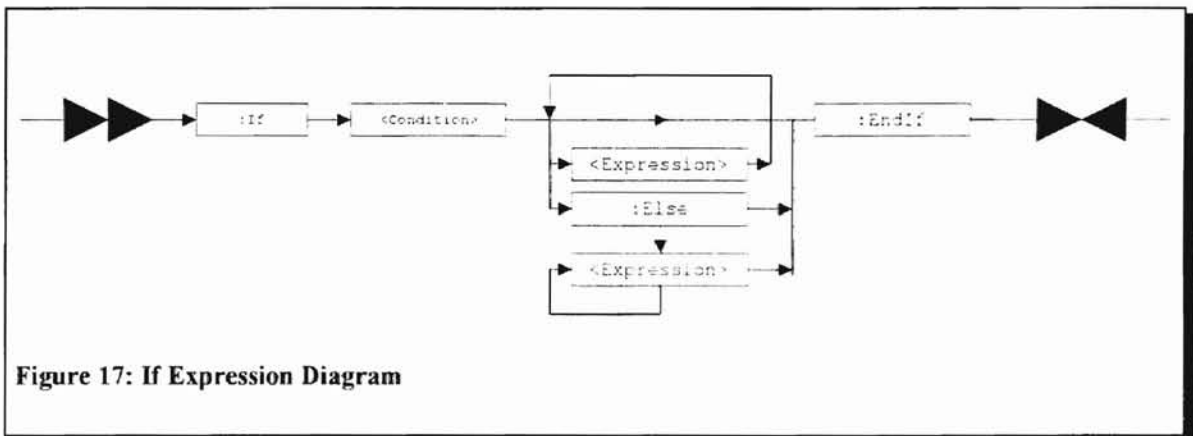 :If
<Condition>
:EndIf
<Expression>
:Else
<Expression>
Figure 17: If Expression Diagram